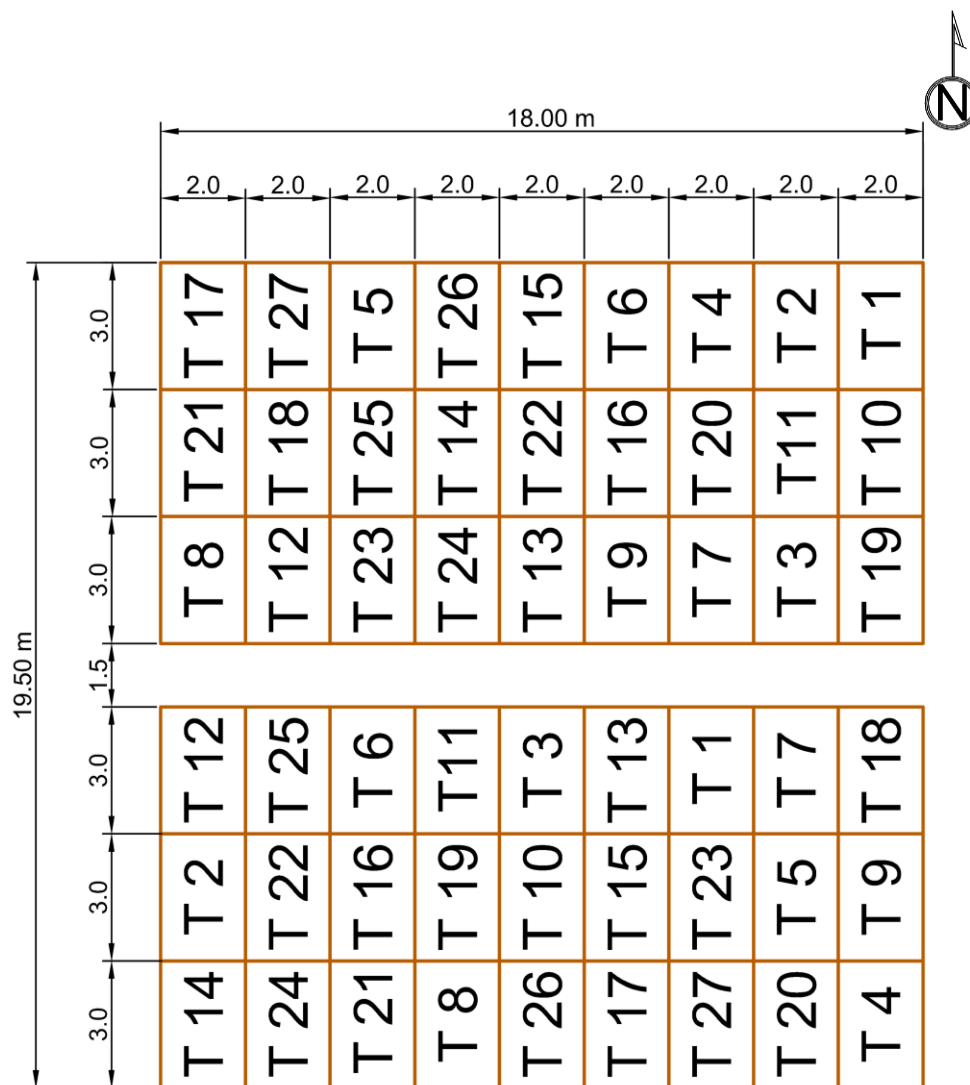 N
18.00 m
2.0 2.0 2.0 2.0 2.0 2.0 2.0 2.0 2.0
3.0 T 17 T 27 T 5 T 26 T 15 T 6 T 4 T 2 T 1
3.0 T 21 T 18 T 25 T 14 T 22 T 16 T 20 T11 T 10
3.0 T 8 T 12 T 23 T 24 T 13 T 9 T 7 T 3 T 19
19.50 m
1.5
3.0 T 12 T 25 T 6 T11 T 3 T 13 T 1 T 7 T 18
3.0 T 2 T 22 T 16 T 19 T 10 T 15 T 23 T 5 T 9
3.0 T 14 T 24 T 21 T 8 T 26 T 17 T 27 T 20 T 4